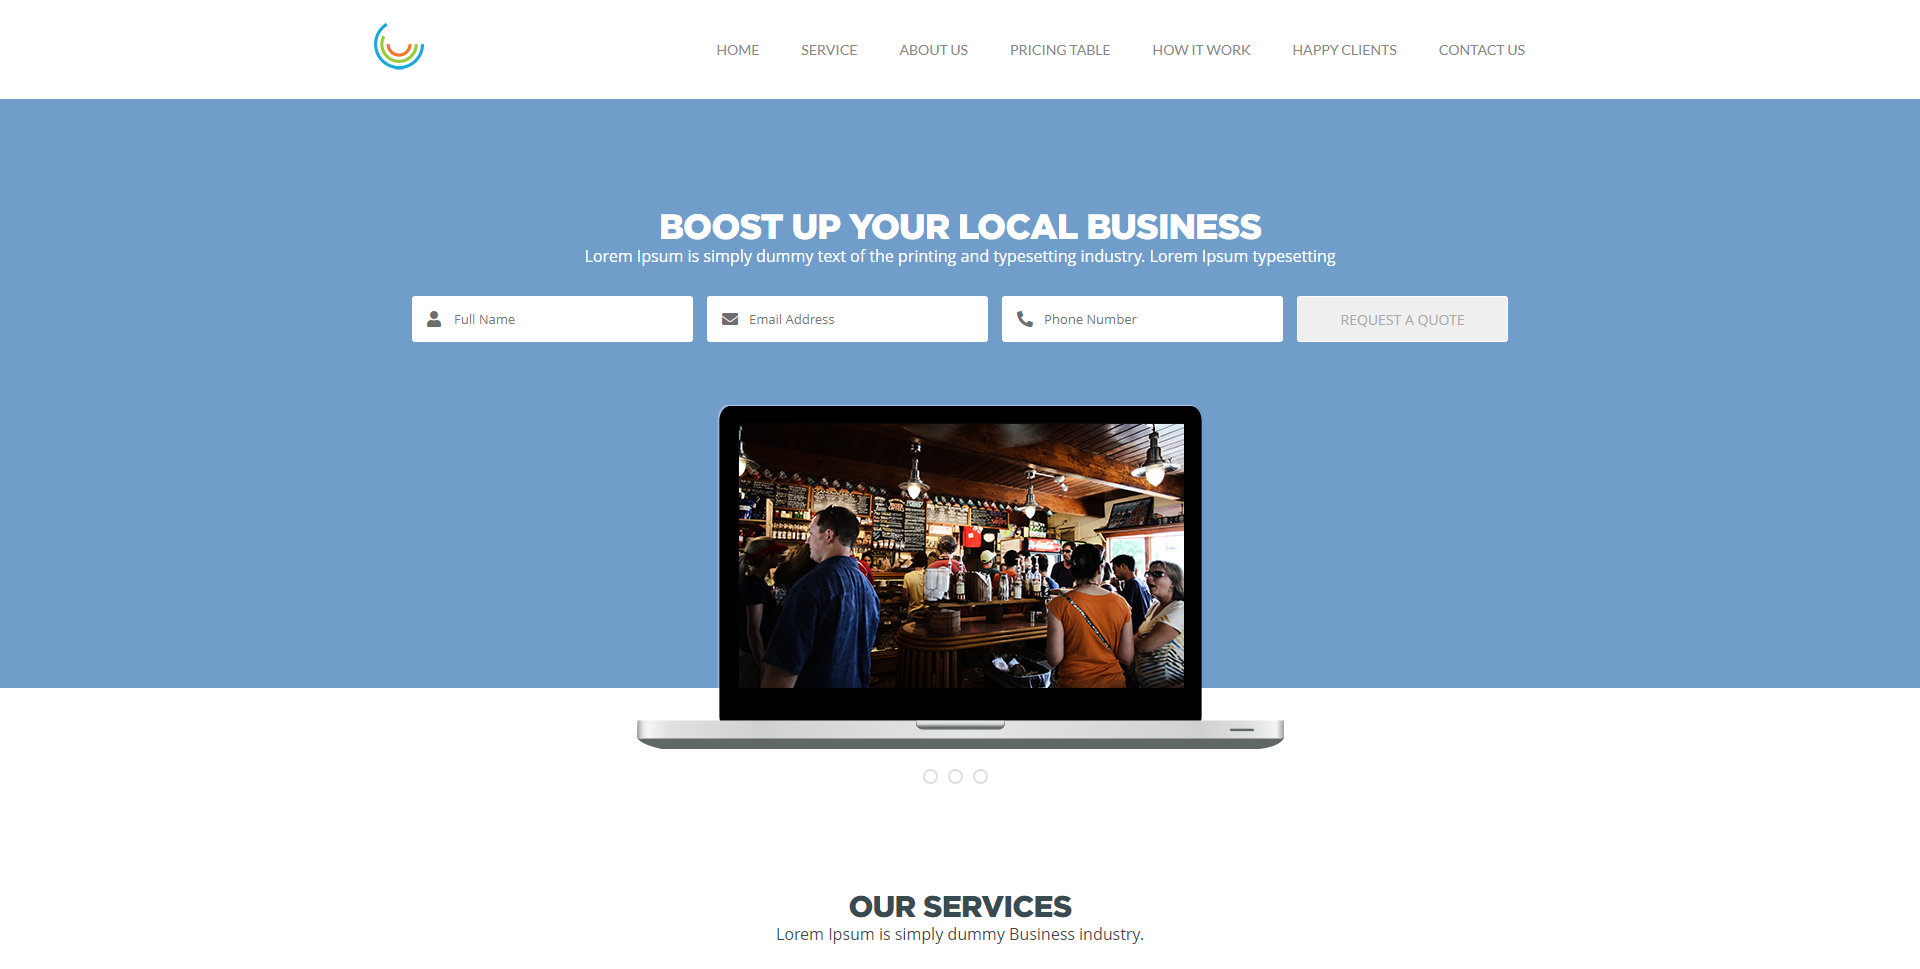 HOME SERVICE ABOUT US PRICING TABLE HOW IT WORK HAPPY CLIENTS CONTACT US
BOOST UP YOUR LOCAL BUSINESS
Lorem Ipsum is simply dummy text of the printing and typesetting industry. Lorem Ipsum typesetting
Full Name Email Address Phone Number REQUEST A QUOTE
OUR SERVICES
Lorem Ipsum is simply dummy Business industry.